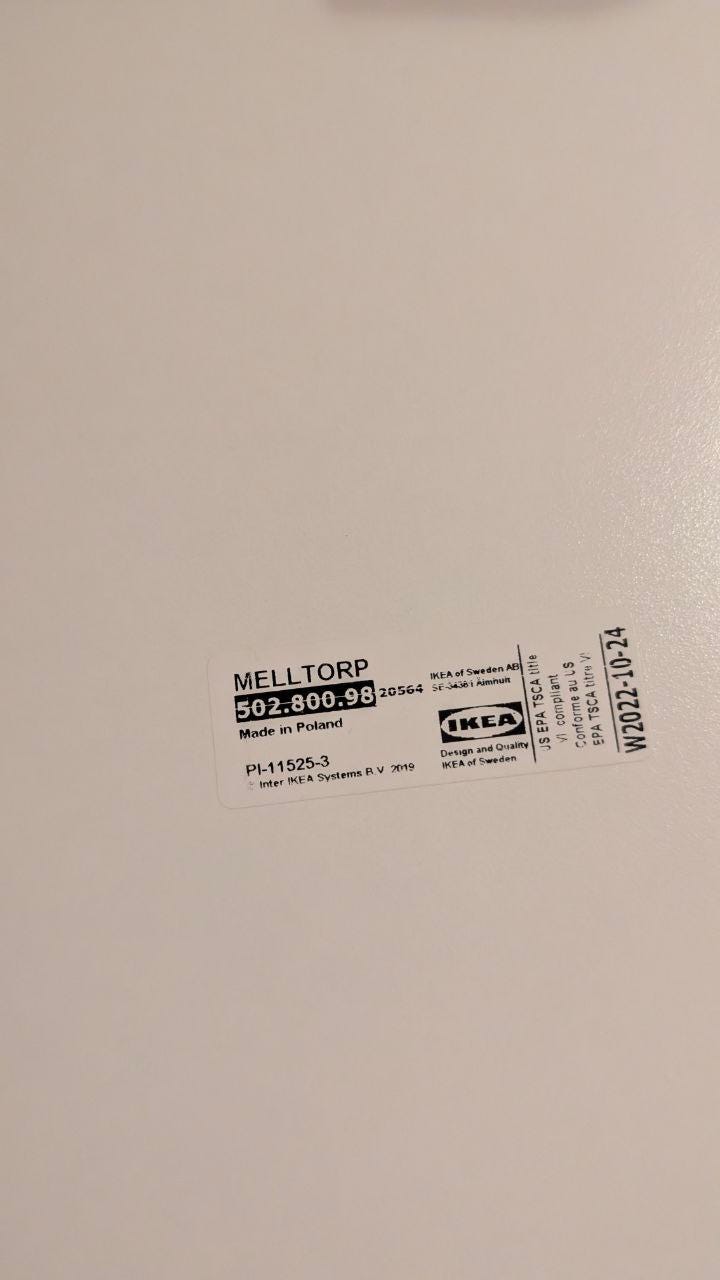 MELLTORP
502.800.98 20564
Made in Poland
PI-11525-3
© Inter IKEA Systems B.V. 2019
IKEA of Sweden AB
SE-34381 Älmhult
IKEA
Design and Quality
IKEA of Sweden
US EPA TSCA title
VI compliant
Conforme au US
EPA TSCA titre VI
W2022-10-24